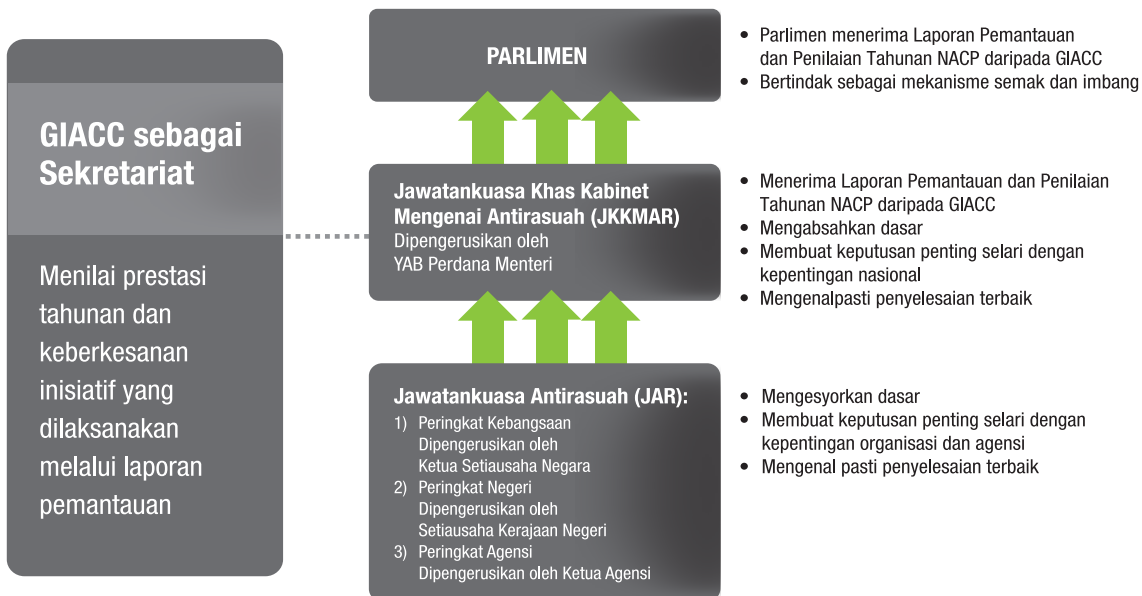 GIACC sebagai
Sekretariat
Menilai prestasi
tahunan dan
keberkesanan
inisiatif yang
dilaksanakan
melalui laporan
pemantauan
PARLIMEN
• Parlimen menerima Laporan Pemantauan
dan Penilaian Tahunan NACP daripada GIACC
• Bertindak sebagai mekanisme semak dan imbang
Jawatankuasa Khas Kabinet
Mengenai Antirasuah (JKKMAR)
Dipengerusikan oleh
YAB Perdana Menteri
• Menerima Laporan Pemantauan dan Penilaian
Tahunan NACP daripada GIACC
• Mengabsahkan dasar
• Membuat keputusan penting selari dengan
kepentingan nasional
• Mengenalpasti penyelesaian terbaik
Jawatankuasa Antirasuah (JAR):
1) Peringkat Kebangsaan
Dipengerusikan oleh
Ketua Setiausaha Negara
2) Peringkat Negeri
Dipengerusikan oleh
Setiausaha Kerajaan Negeri
3) Peringkat Agensi
Dipengerusikan oleh Ketua Agensi
• Mengesyorkan dasar
• Membuat keputusan penting selari dengan
kepentingan organisasi dan agensi
• Mengenal pasti penyelesaian terbaik